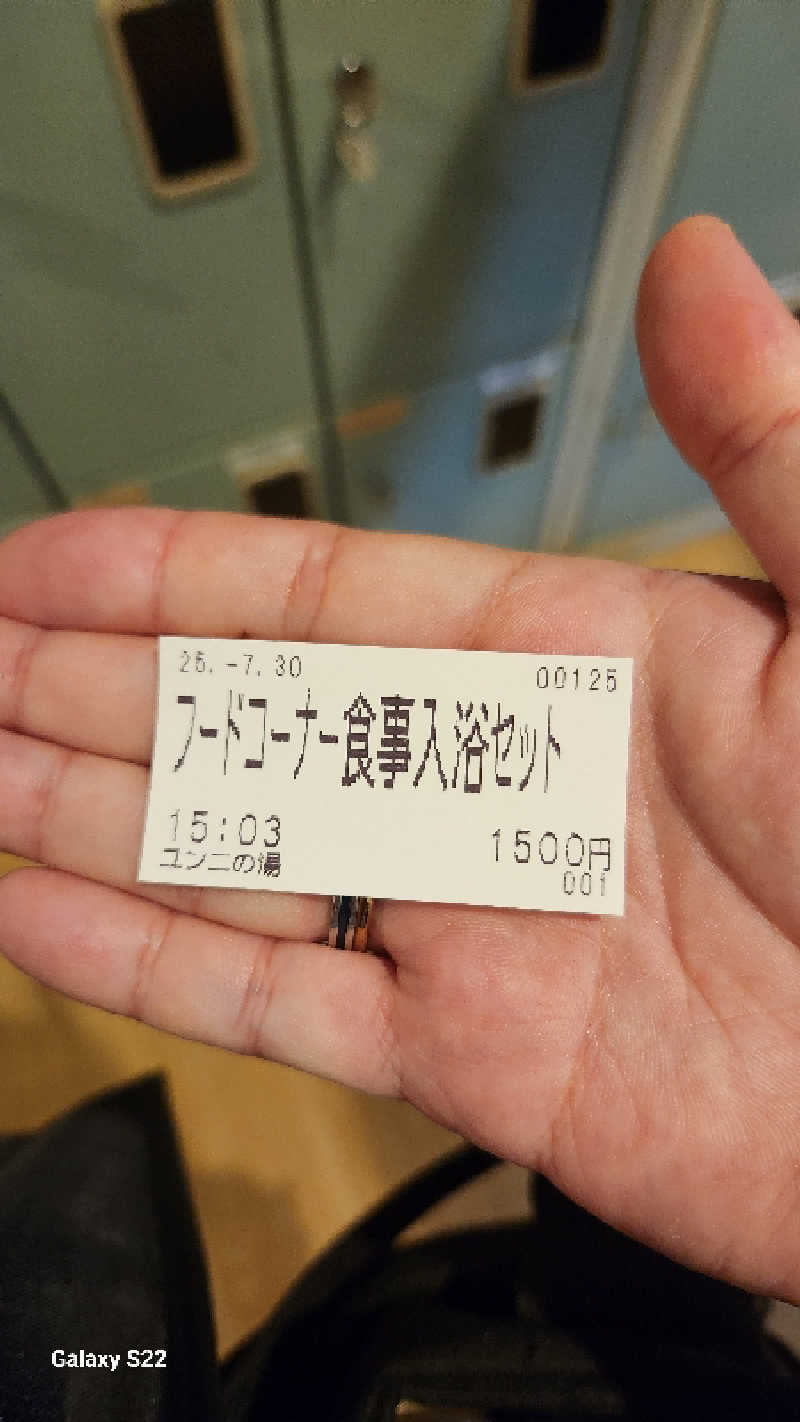 25.-7.30 00125
フードコーナー食事入浴セット
15:03 1500円
ユンニの湯 001
Galaxy S22